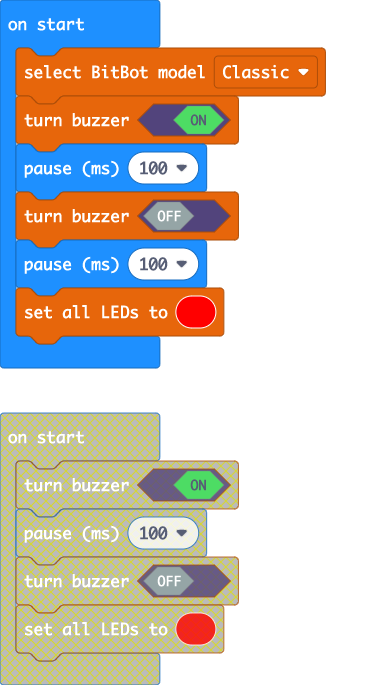 on start
select BitBot model Classic
turn buzzer ON
pause (ms) 100
turn buzzer OFF
pause (ms) 100
set all LEDs to
on start
turn buzzer ON
pause (ms) 100
turn buzzer OFF
set all LEDs to